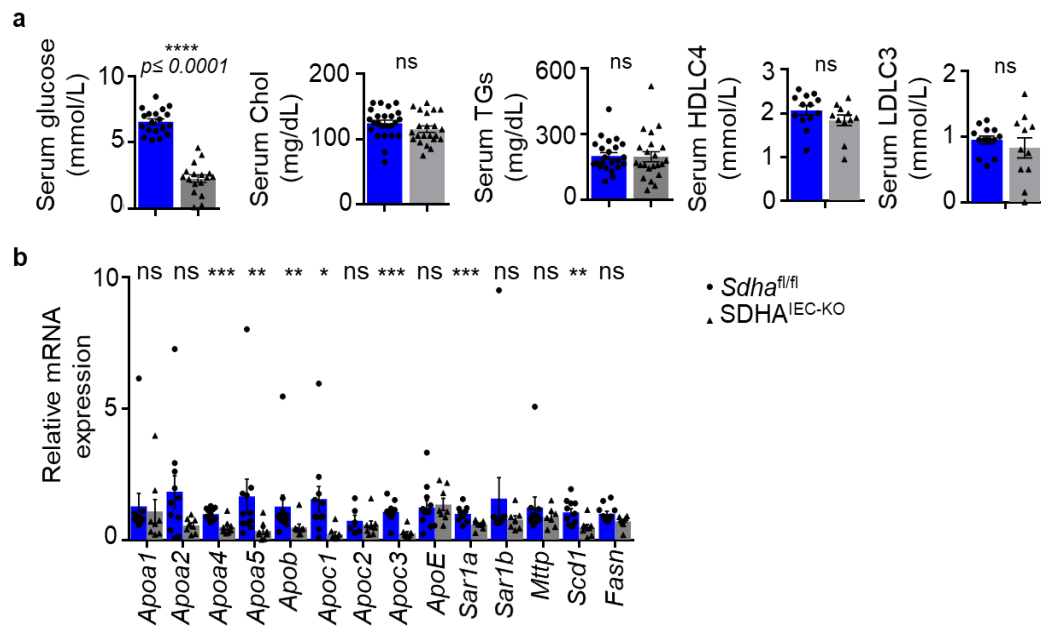 a
Serum glucose
(mmol/L)
10
5
0
****
p≤ 0.0001
Serum Chol
(mg/dL)
200
100
0
ns
Serum TGs
(mg/dL)
600
300
0
ns
Serum HDLC4
(mmol/L)
3
2
1
0
ns
Serum LDLC3
(mmol/L)
2
1
0
ns
b
Relative mRNA
expression
10
5
0
ns ns *** ** ** * ns *** ns *** ns ns ** ns
Sdhafl/fl
SDHAIEC-KO
Apoa1
Apoa2
Apoa4
Apoa5
Apob
Apoc1
Apoc2
Apoc3
ApoE
Sar1a
Sar1b
Mttp
Scd1
Fasn